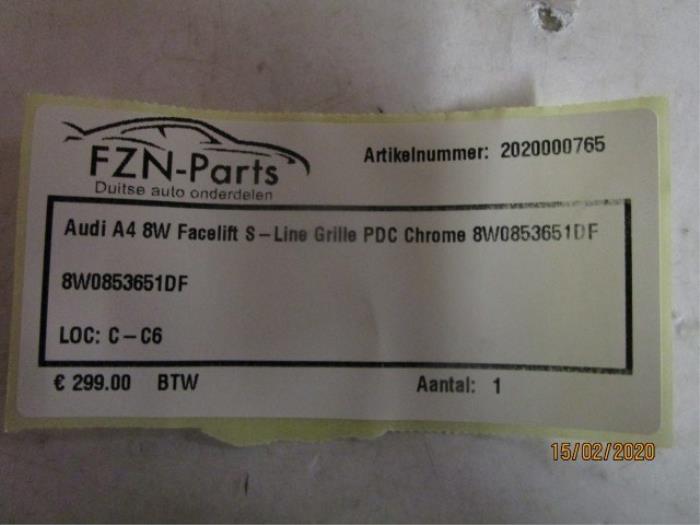 FZN-Parts
Duitse auto onderdelen
Artikelnummer: 2020000765
Audi A4 8W Facelift S-Line Grille PDC Chrome 8W0853651DF
8W0853651DF
LOC: C-C6
€ 299.00 BTW
Aantal: 1
15/02/2020